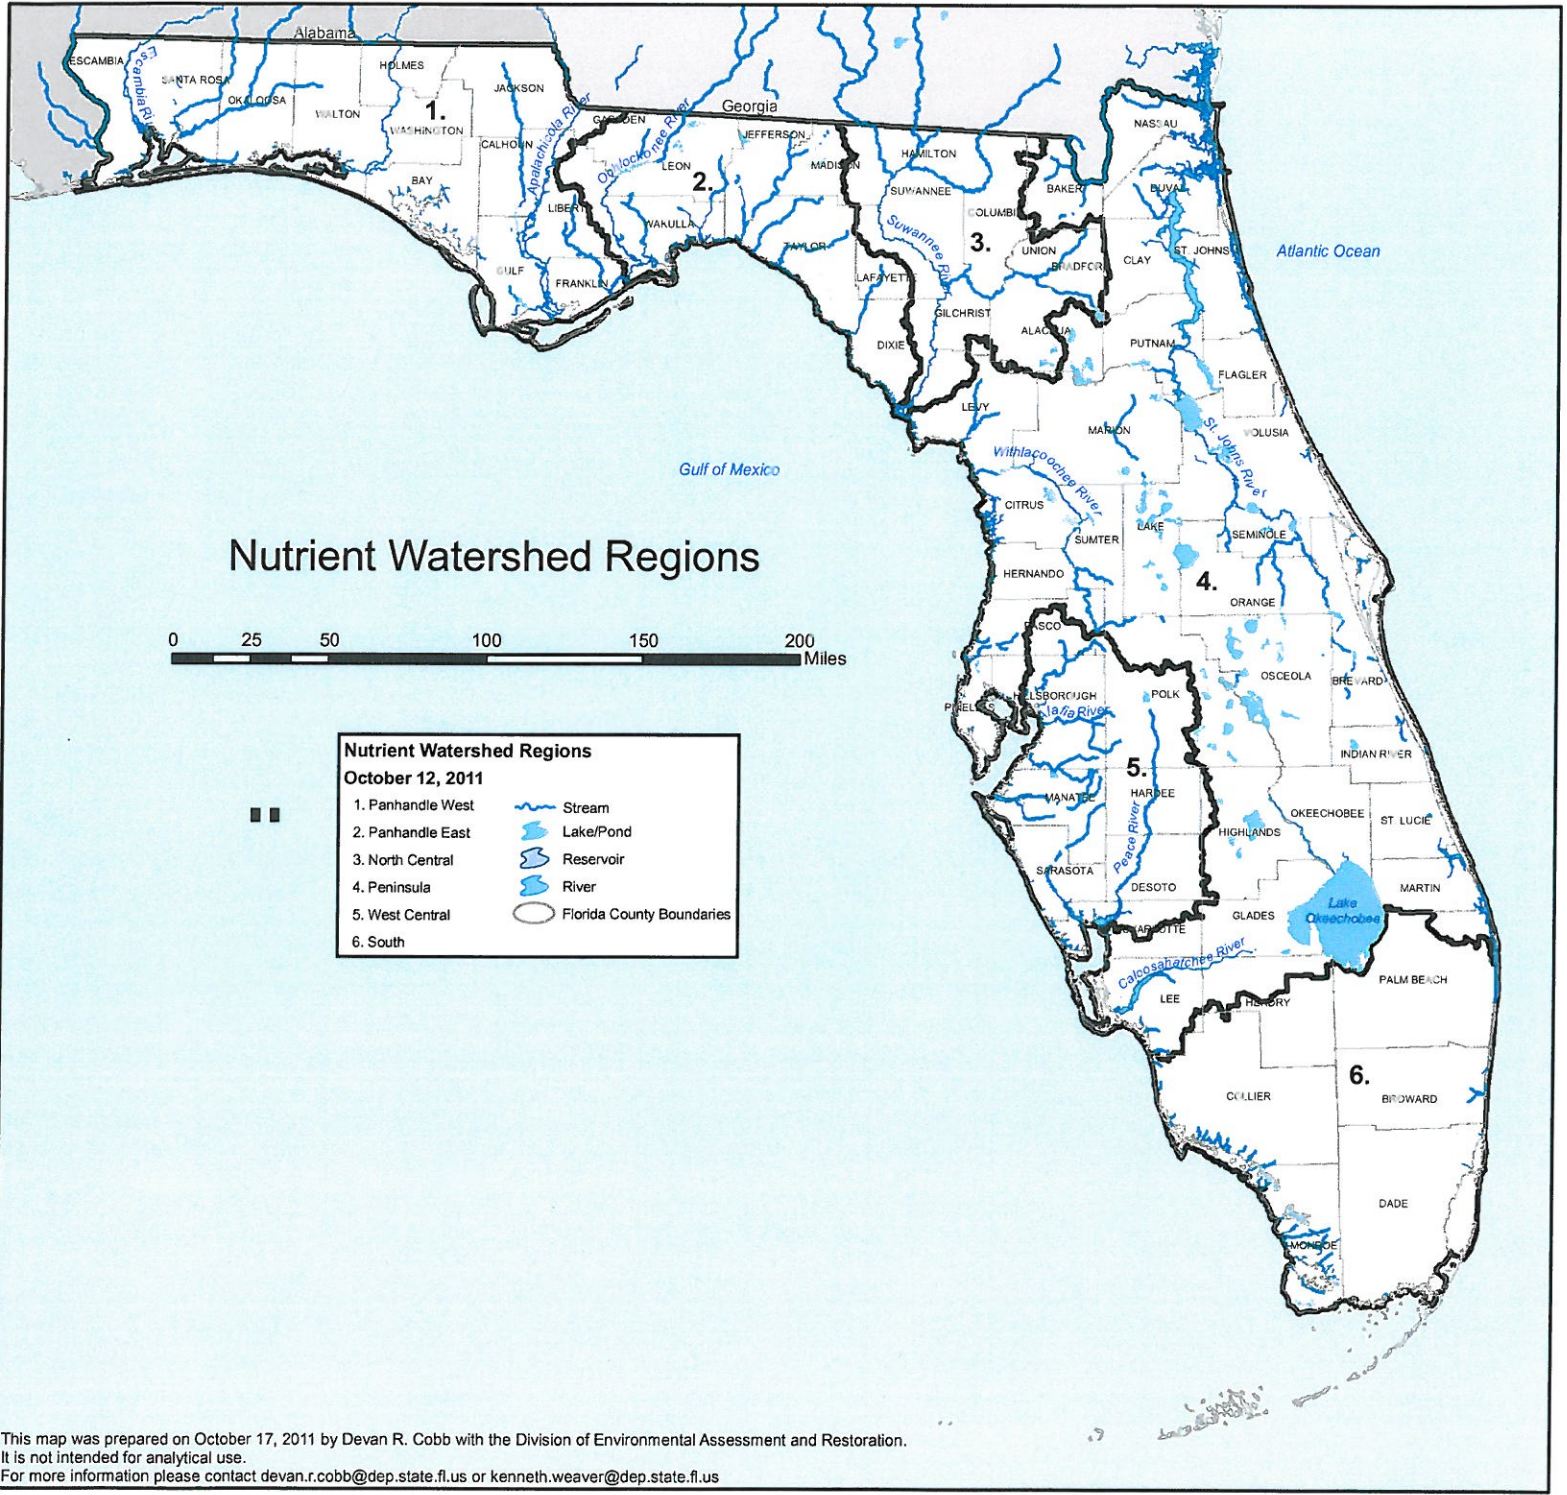 Alabama
Georgia
ESCAMBIA
Escambia River
SANTA ROSA
OKALOOSA
WALTON
HOLMES
1.
WASHINGTON
JACKSON
CALHOUN
BAY
GULF
Apalachicola River
LIBERTY
FRANKLIN
GADSDEN
Ochlockonee River
LEON
2.
WAKULLA
JEFFERSON
MADISON
TAYLOR
LAFAYETTE
DIXIE
HAMILTON
SUWANNEE
Suwannee River
COLUMBIA
3.
BAKER
UNION
BRADFORD
GILCHRIST
ALACHUA
NASSAU
DUVAL
CLAY
ST. JOHNS
Atlantic Ocean
PUTNAM
FLAGLER
LEVY
MARION
VOLUSIA
St. Johns River
Withlacoochee River
Gulf of Mexico
CITRUS
SUMTER
LAKE
SEMINOLE
HERNANDO
4.
ORANGE
Nutrient Watershed Regions
0 25 50 100 150 200
Miles
PASCO
HILLSBOROUGH
POLK
OSCEOLA
BREVARD
PINELLAS
Alafia River
INDIAN RIVER
5.
MANATEE
HARDEE
Peace River
HIGHLANDS
OKEECHOBEE
ST. LUCIE
SARASOTA
DESOTO
MARTIN
GLADES
Lake
Okeechobee
CHARLOTTE
Caloosahatchee River
LEE
HENDRY
PALM BEACH
6.
COLLIER
BROWARD
DADE
MONROE
Nutrient Watershed Regions
October 12, 2011
1. Panhandle West
2. Panhandle East
3. North Central
4. Peninsula
5. West Central
6. South
Stream
Lake/Pond
Reservoir
River
Florida County Boundaries
This map was prepared on October 17, 2011 by Devan R. Cobb with the Division of Environmental Assessment and Restoration.
It is not intended for analytical use.
For more information please contact devan.r.cobb@dep.state.fl.us or kenneth.weaver@dep.state.fl.us